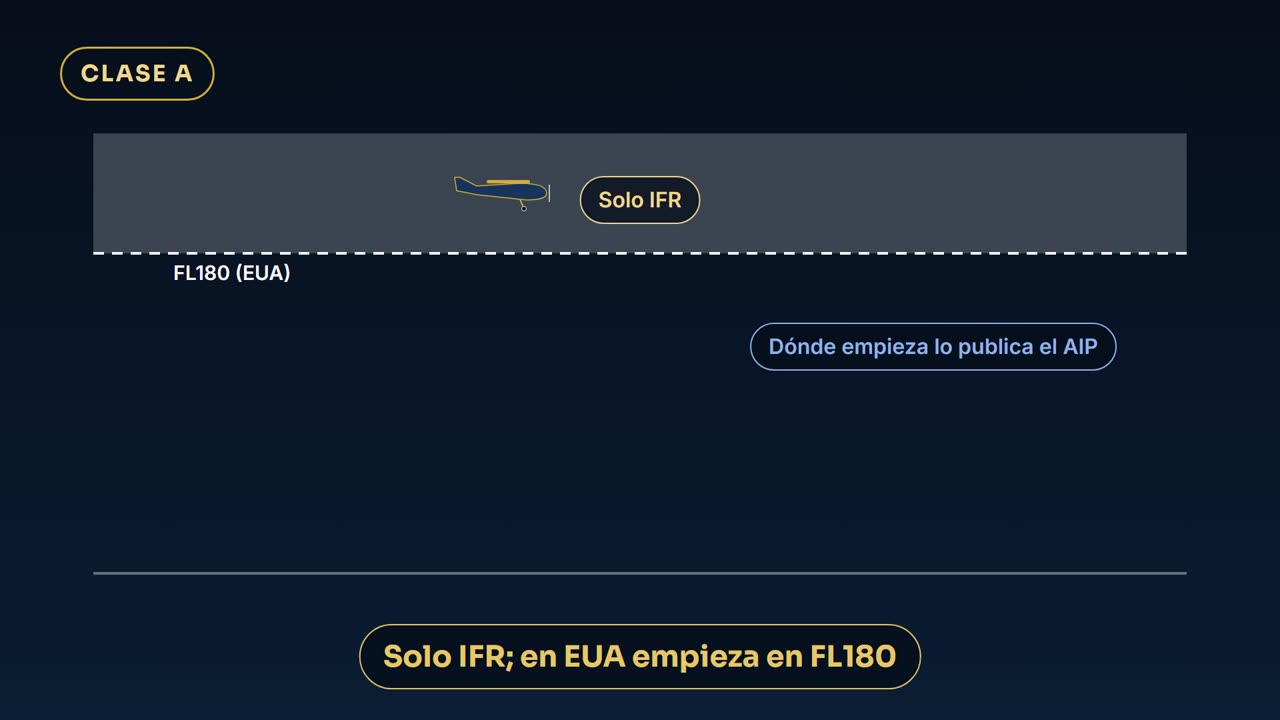 CLASE A
Solo IFR
FL180 (EUA)
Dónde empieza lo publica el AIP
Solo IFR; en EUA empieza en FL180